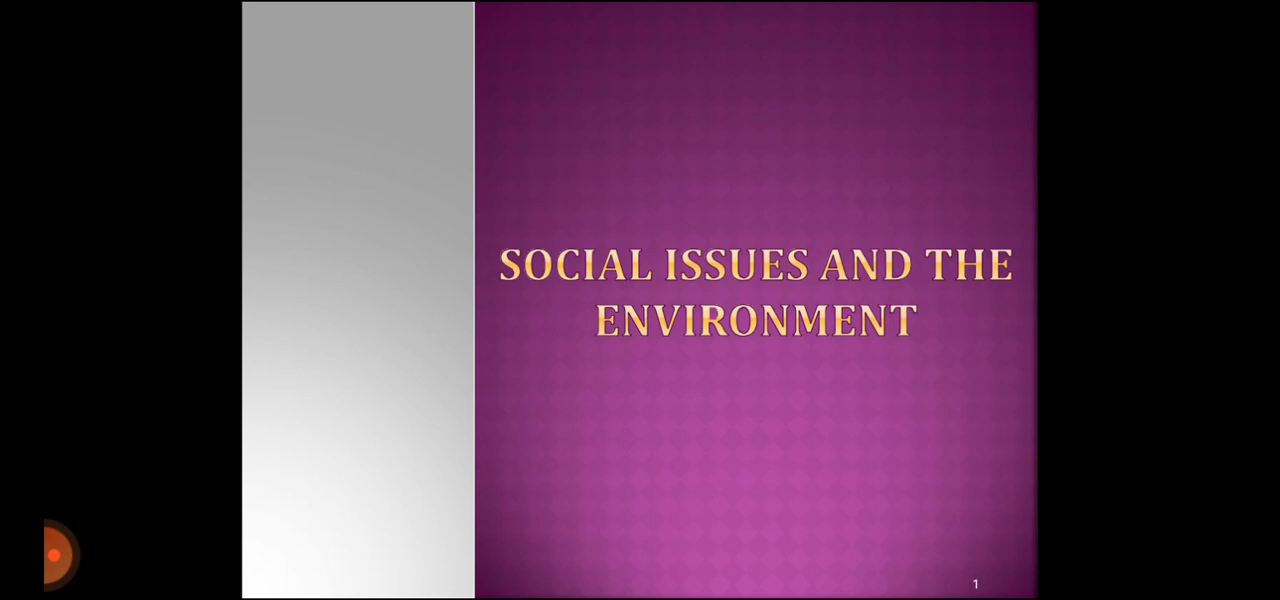 SOCIAL ISSUES AND THE
ENVIRONMENT
1